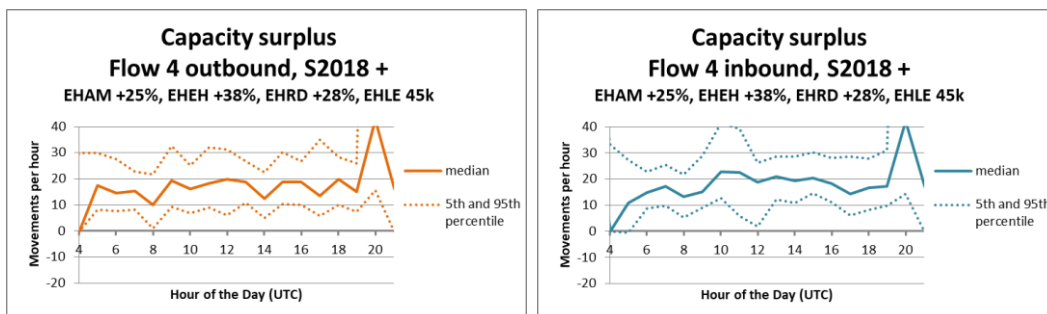 Capacity surplus
Flow 4 outbound, S2018 +
EHAM +25%, EHEH +38%, EHRD +28%, EHLE 45k
Movements per hour
40
30
20
10
0
-10
-20
4 6 8 10 12 14 16 18 20
Hour of the Day (UTC)
median
5th and 95th
percentile
Capacity surplus
Flow 4 inbound, S2018 +
EHAM +25%, EHEH +38%, EHRD +28%, EHLE 45k
Movements per hour
40
30
20
10
0
-10
-20
4 6 8 10 12 14 16 18 20
Hour of the Day (UTC)
median
5th and 95th
percentile